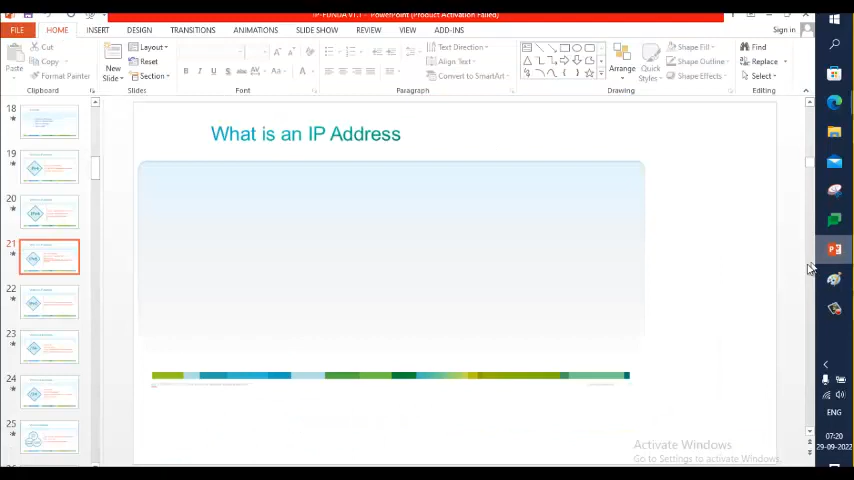 IP-FUNDA V1.1 - PowerPoint (Product Activation Failed)
FILE HOME INSERT DESIGN TRANSITIONS ANIMATIONS SLIDE SHOW REVIEW VIEW ADD-INS Sign in
Cut
Copy
Format Painter
Paste
Clipboard
New Slide
Layout
Reset
Section
Slides
B I U S abc AV Aa A
Font
Text Direction
Align Text
Convert to SmartArt
Paragraph
Arrange
Quick Styles
Shape Fill
Shape Outline
Shape Effects
Drawing
Find
Replace
Select
Editing
18
19
20
21
22
23
24
25
What is an IP Address
Activate Windows
Go to Settings to activate Windows.
ENG
07:20
29-09-2022